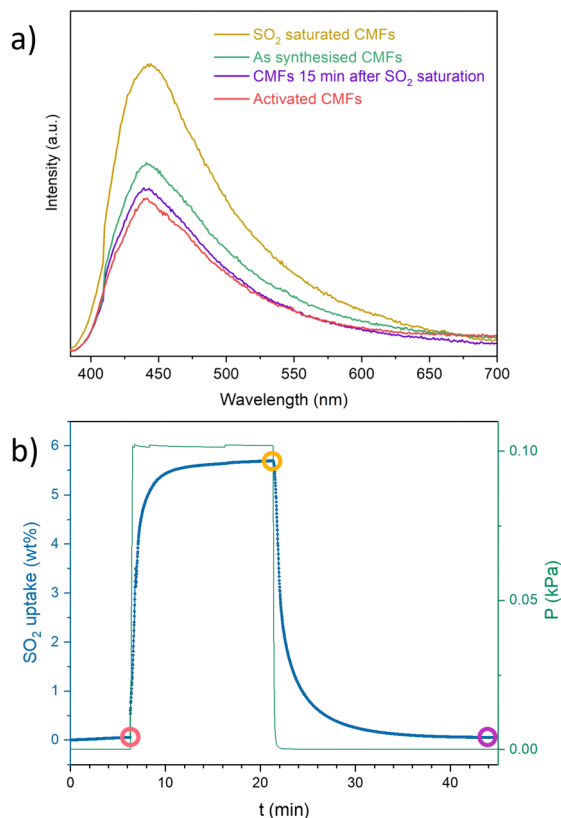 a)
SO2 saturated CMFs
As synthesised CMFs
CMFs 15 min after SO2 saturation
Activated CMFs
Intensity (a.u.)
400 450 500 550 600 650 700
Wavelength (nm)
b)
6
5
4
3
2
1
0
SO2 uptake (wt%)
0.10
0.05
0.00
P (kPa)
0 10 20 30 40
t (min)